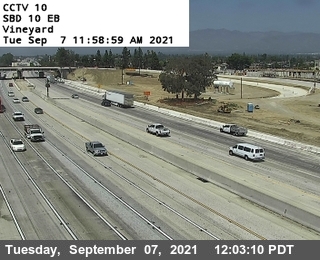 CCTV 10
SBD 10 EB
Vineyard
Tue Sep  7 11:58:59 AM 2021
Tuesday, September 07, 2021  12:03:10 PDT